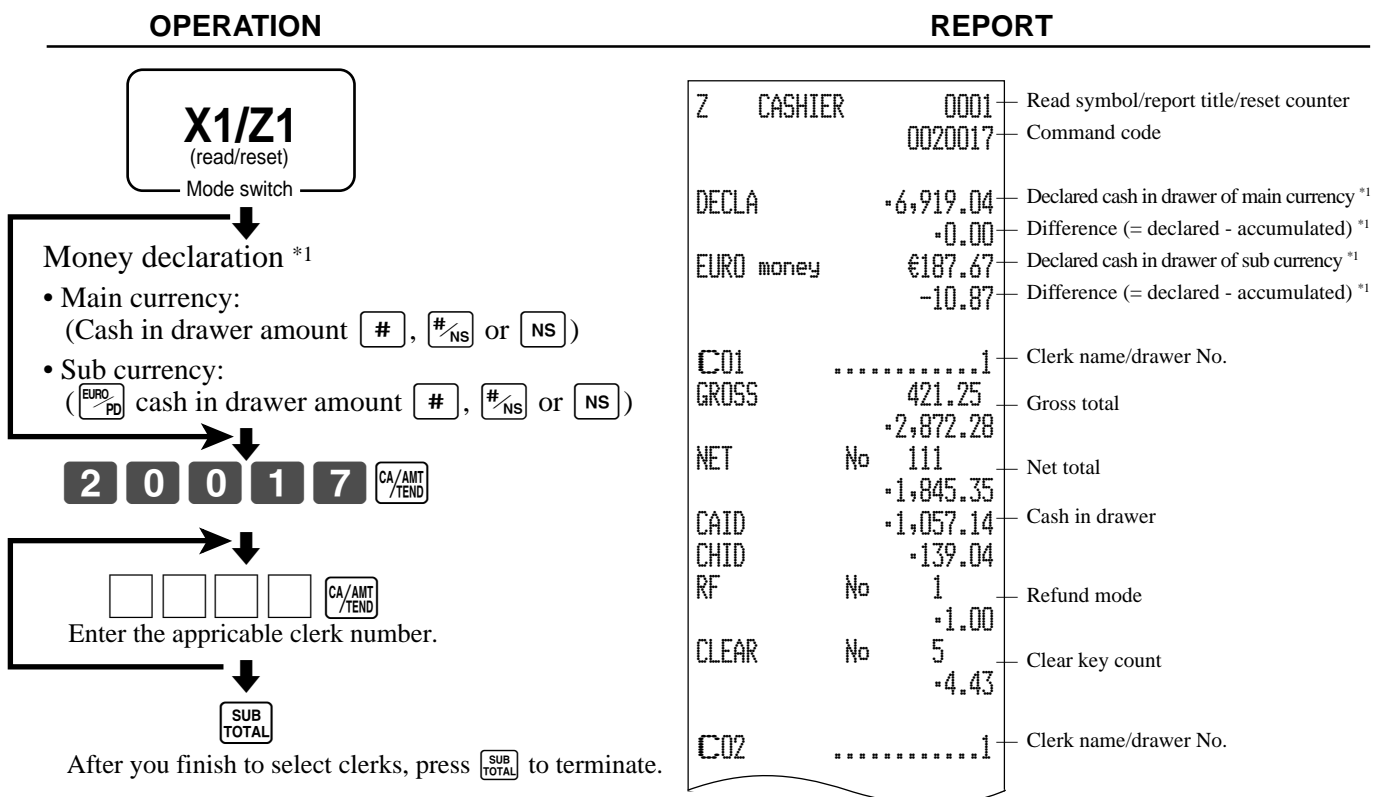 OPERATION
REPORT
X1/Z1
(read/reset)
Mode switch
Money declaration *1
• Main currency:
(Cash in drawer amount #, #/NS or NS)
• Sub currency:
(EURO/PD cash in drawer amount #, #/NS or NS)
2 0 0 1 7 CA/AMT/TEND
CA/AMT/TEND
Enter the appricable clerk number.
SUB TOTAL
After you finish to select clerks, press SUB TOTAL to terminate.
Z CASHIER 0001 Read symbol/report title/reset counter
0020017 Command code
DECLA •6,919.04 Declared cash in drawer of main currency *1
•0.00 Difference (= declared - accumulated) *1
EURO money €187.67 Declared cash in drawer of sub currency *1
-10.87 Difference (= declared - accumulated) *1
C01 ............1 Clerk name/drawer No.
GROSS 421.25 Gross total
•2,872.28
NET No 111 Net total
•1,845.35
CAID •1,057.14 Cash in drawer
CHID •139.04
RF No 1 Refund mode
•1.00
CLEAR No 5 Clear key count
•4.43
C02 ............1 Clerk name/drawer No.